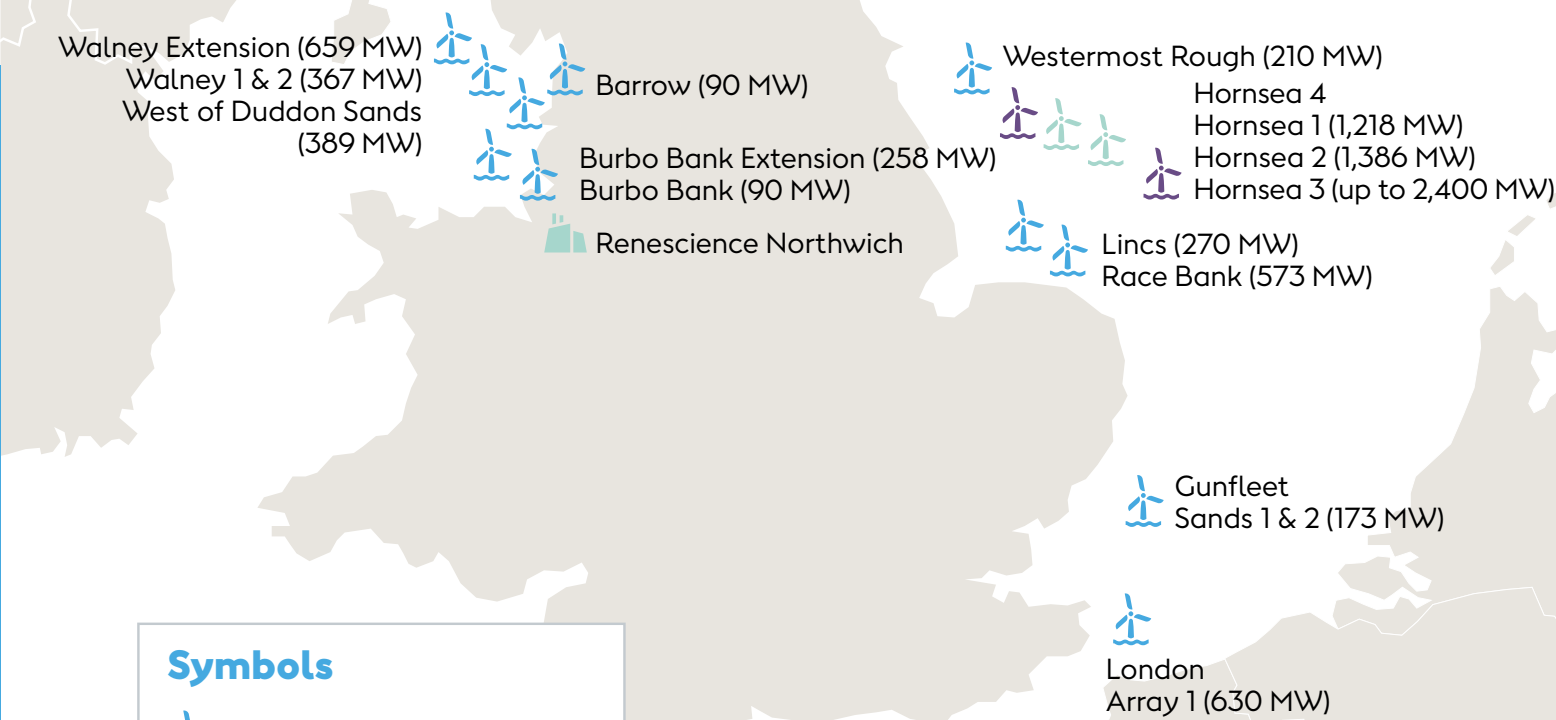 Walney Extension (659 MW)
Walney 1 & 2 (367 MW)
West of Duddon Sands
(389 MW)
Barrow (90 MW)
Burbo Bank Extension (258 MW)
Burbo Bank (90 MW)
Renescience Northwich
Westermost Rough (210 MW)
Hornsea 4
Hornsea 1 (1,218 MW)
Hornsea 2 (1,386 MW)
Hornsea 3 (up to 2,400 MW)
Lincs (270 MW)
Race Bank (573 MW)
Gunfleet
Sands 1 & 2 (173 MW)
London
Array 1 (630 MW)
Symbols